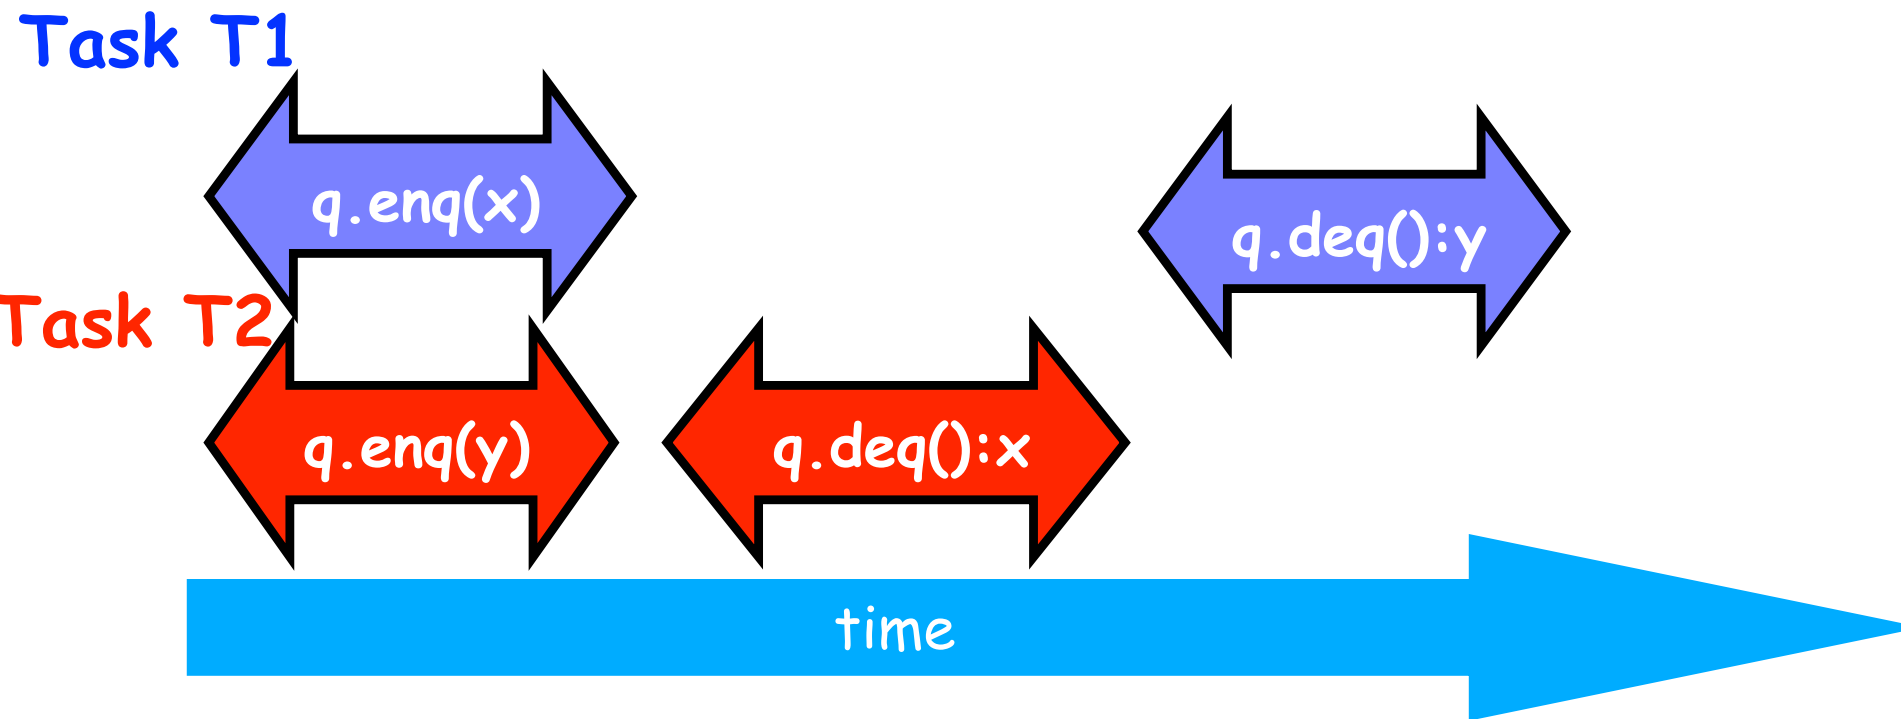 Task T1
q.enq(x)
q.deq():y
Task T2
q.enq(y)
q.deq():x
time